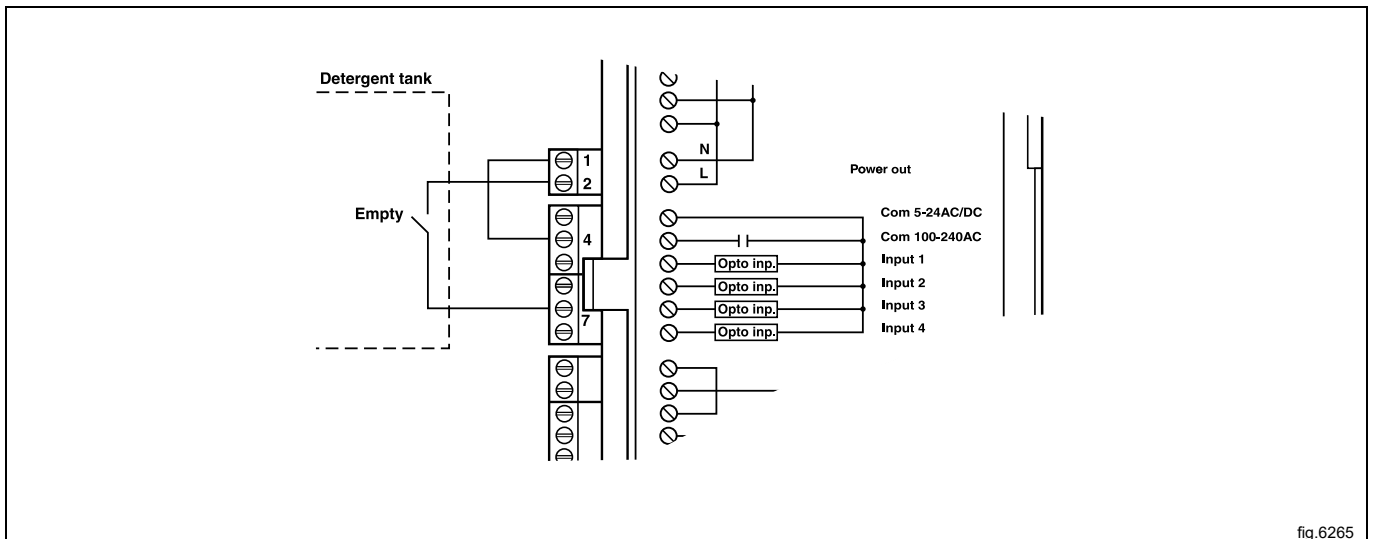 Detergent tank
Empty
1
2
4
7
N
L
Power out
Com 5-24AC/DC
Com 100-240AC
Opto inp. Input 1
Opto inp. Input 2
Opto inp. Input 3
Opto inp. Input 4
fig.6265